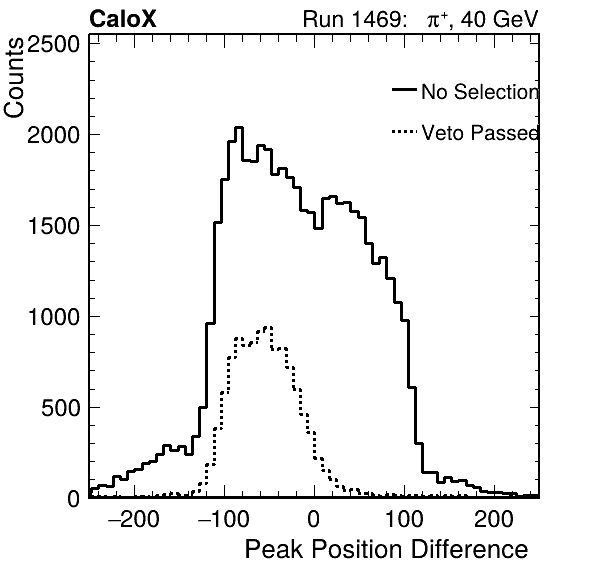 CaloX Run 1469: π⁺, 40 GeV
Counts
2500
No Selection
Veto Passed
2000
1500
1000
500
0
−200 −100 0 100 200
Peak Position Difference